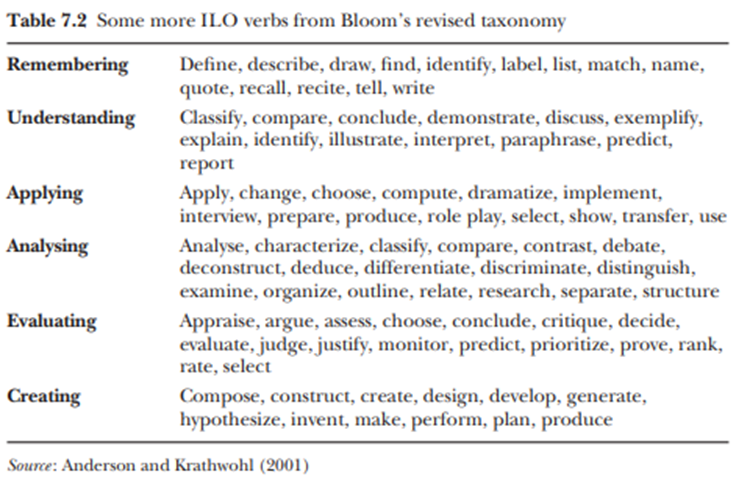 Table 7.2 Some more ILO verbs from Bloom's revised taxonomy
Remembering Define, describe, draw, find, identify, label, list, match, name,
quote, recall, recite, tell, write
Understanding Classify, compare, conclude, demonstrate, discuss, exemplify,
explain, identify, illustrate, interpret, paraphrase, predict,
report
Applying Apply, change, choose, compute, dramatize, implement,
interview, prepare, produce, role play, select, show, transfer, use
Analysing Analyse, characterize, classify, compare, contrast, debate,
deconstruct, deduce, differentiate, discriminate, distinguish,
examine, organize, outline, relate, research, separate, structure
Evaluating Appraise, argue, assess, choose, conclude, critique, decide,
evaluate, judge, justify, monitor, predict, prioritize, prove, rank,
rate, select
Creating Compose, construct, create, design, develop, generate,
hypothesize, invent, make, perform, plan, produce
Source: Anderson and Krathwohl (2001)